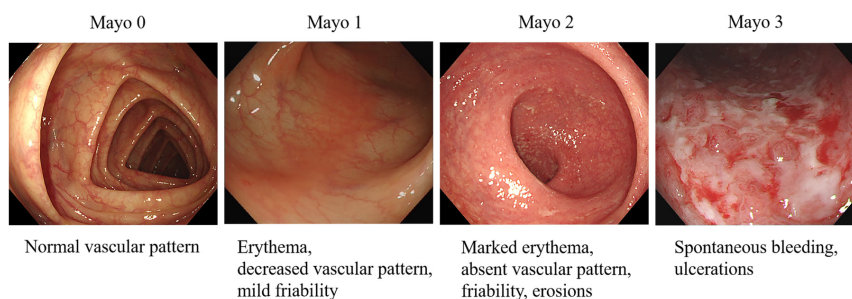 Mayo 0
Mayo 1
Mayo 2
Mayo 3
Normal vascular pattern
Erythema,
decreased vascular pattern,
mild friability
Marked erythema,
absent vascular pattern,
friability, erosions
Spontaneous bleeding,
ulcerations